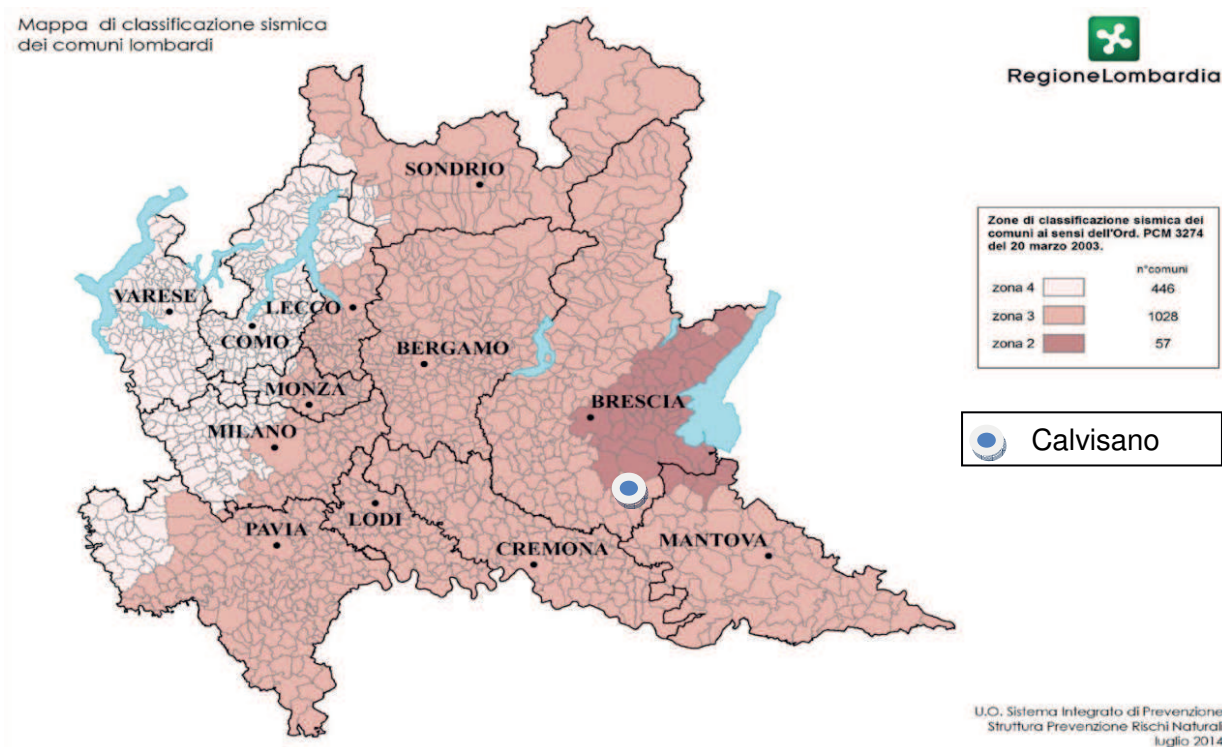 Mappa di classificazione sismica
dei comuni lombardi
RegioneLombardia
SONDRIO
VARESE
LECCO
COMO
BERGAMO
MONZA
BRESCIA
MILANO
PAVIA
LODI
CREMONA
MANTOVA
Zone di classificazione sismica dei
comuni ai sensi dell'Ord. PCM 3274
del 20 marzo 2003.
n°comuni
zona 4 446
zona 3 1028
zona 2 57
Calvisano
U.O. Sistema Integrato di Prevenzione
Struttura Prevenzione Rischi Naturali
luglio 2014